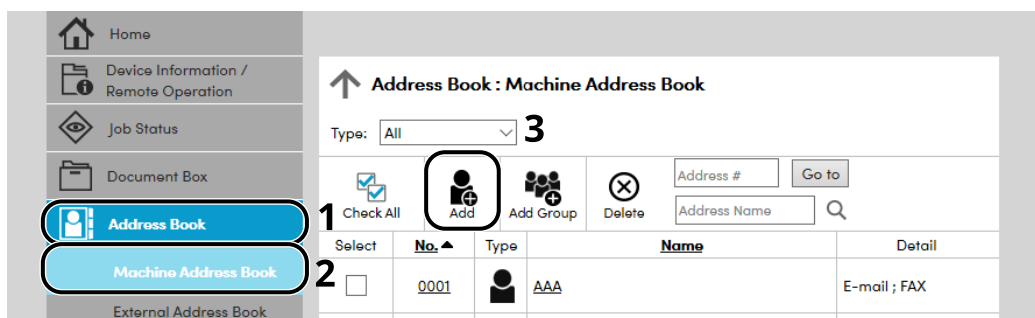 Home
Device Information /
Remote Operation
Job Status
Document Box
Address Book
1
Machine Address Book
2
External Address Book
Address Book : Machine Address Book
Type: All
3
Check All
Add
Add Group
Delete
Address #
Go to
Address Name
Select No. Type Name Detail
0001 AAA E-mail ; FAX